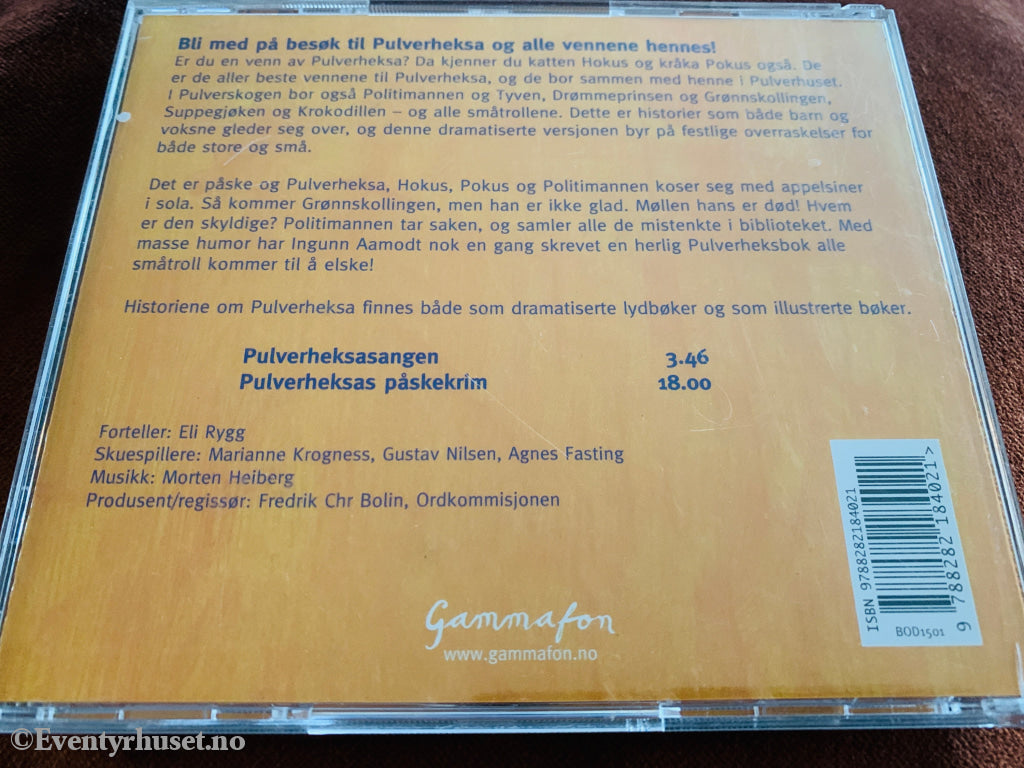 Bli med på besøk til Pulverheksa og alle vennene hennes!
Er du en venn av Pulverheksa? Da kjenner du katten Hokus og kråka Pokus også. De
er de aller beste vennene til Pulverheksa, og de bor sammen med henne i Pulverhuset.
I Pulverskogen bor også Politimannen og Tyven, Drømmeprinsen og Grønnskollingen,
Suppegjøken og Krokodillen – og alle småtrollene. Dette er historier som både barn og
voksne gleder seg over, og denne dramatiserte versjonen byr på festlige overraskelser for
både store og små.
Det er påske og Pulverheksa, Hokus, Pokus og Politimannen koser seg med appelsiner
i sola. Så kommer Grønnskollingen, men han er ikke glad. Møllen hans er død! Hvem
er den skyldige? Politimannen tar saken, og samler alle de mistenkte i biblioteket. Med
masse humor har Ingunn Aamodt nok en gang skrevet en herlig Pulverheksbok alle
småtroll kommer til å elske!
Historiene om Pulverheksa finnes både som dramatiserte lydbøker og som illustrerte bøker.
Pulverheksasangen 3.46
Pulverheksas påskekrim 18.00
Forteller: Eli Rygg
Skuespillere: Marianne Krogness, Gustav Nilsen, Agnes Fasting
Musikk: Morten Heiberg
Produsent/regissør: Fredrik Chr Bolin, Ordkommisjonen
ISBN 9788282184021
9 788282 184021 >
BOD1501
Gammafon
www.gammafon.no
©Eventyrhuset.no